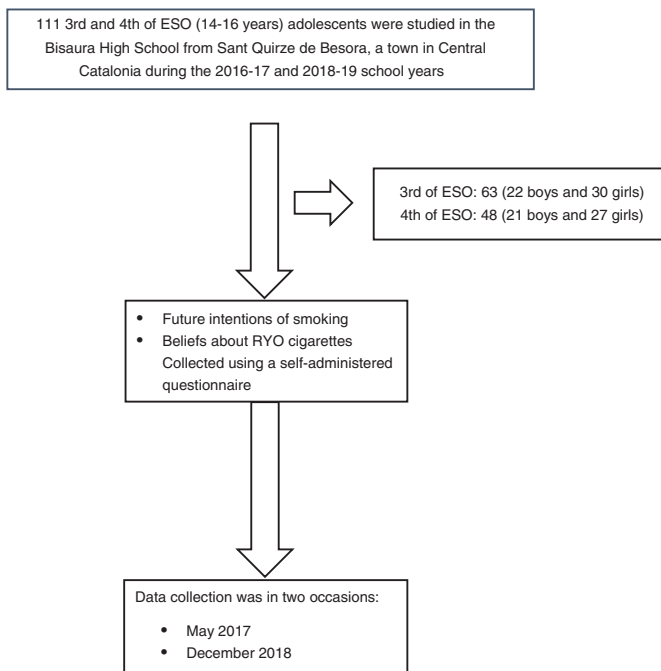 111 3rd and 4th of ESO (14-16 years) adolescents were studied in the
Bisaura High School from Sant Quirze de Besora, a town in Central
Catalonia during the 2016-17 and 2018-19 school years
3rd of ESO: 63 (22 boys and 30 girls)
4th of ESO: 48 (21 boys and 27 girls)
• Future intentions of smoking
• Beliefs about RYO cigarettes
Collected using a self-administered
questionnaire
Data collection was in two occasions:
• May 2017
• December 2018